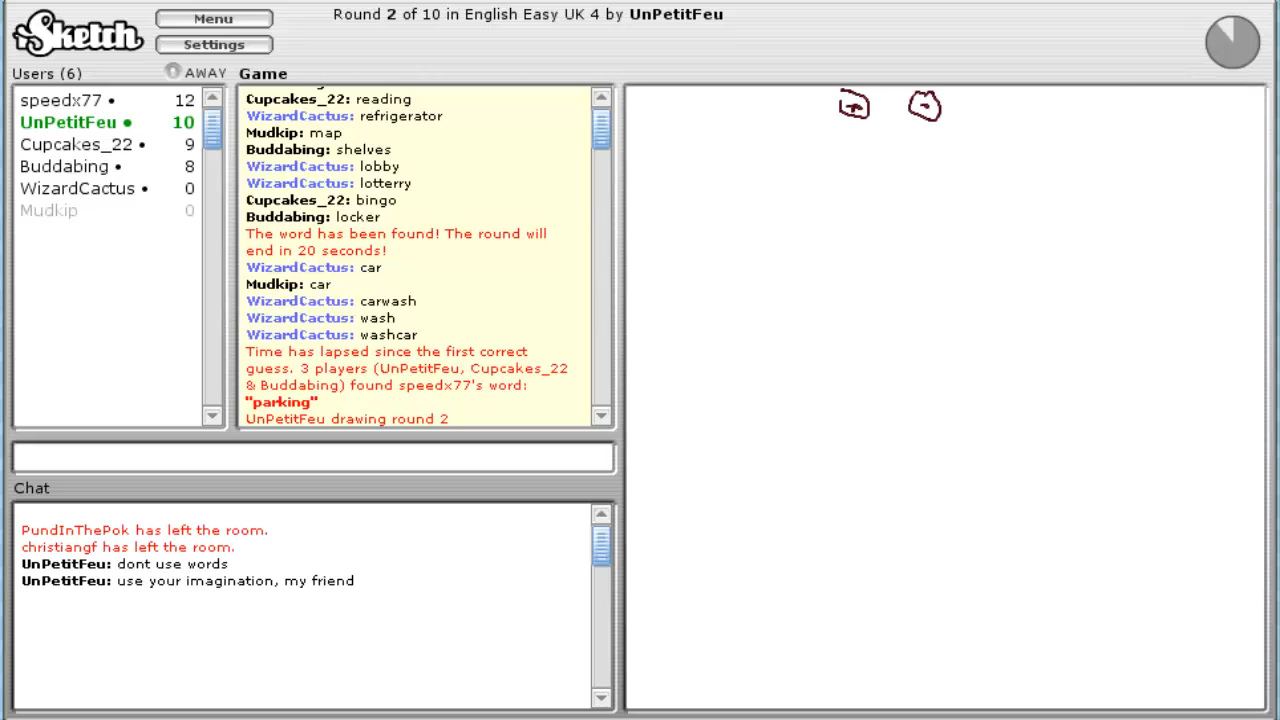 iSketch
Menu
Settings
Round 2 of 10 in English Easy UK 4 by UnPetitFeu
Users (6)
AWAY
Game
speedx77 • 12
UnPetitFeu • 10
Cupcakes_22 • 9
Buddabing • 8
WizardCactus • 0
Mudkip 0
Cupcakes_22: reading
WizardCactus: refrigerator
Mudkip: map
Buddabing: shelves
WizardCactus: lobby
WizardCactus: lotterry
Cupcakes_22: bingo
Buddabing: locker
The word has been found! The round will
end in 20 seconds!
WizardCactus: car
Mudkip: car
WizardCactus: carwash
WizardCactus: wash
WizardCactus: washcar
Time has lapsed since the first correct
guess. 3 players (UnPetitFeu, Cupcakes_22
& Buddabing) found speedx77's word:
"parking"
UnPetitFeu drawing round 2
Chat
PundInThePok has left the room.
christiangf has left the room.
UnPetitFeu: dont use words
UnPetitFeu: use your imagination, my friend